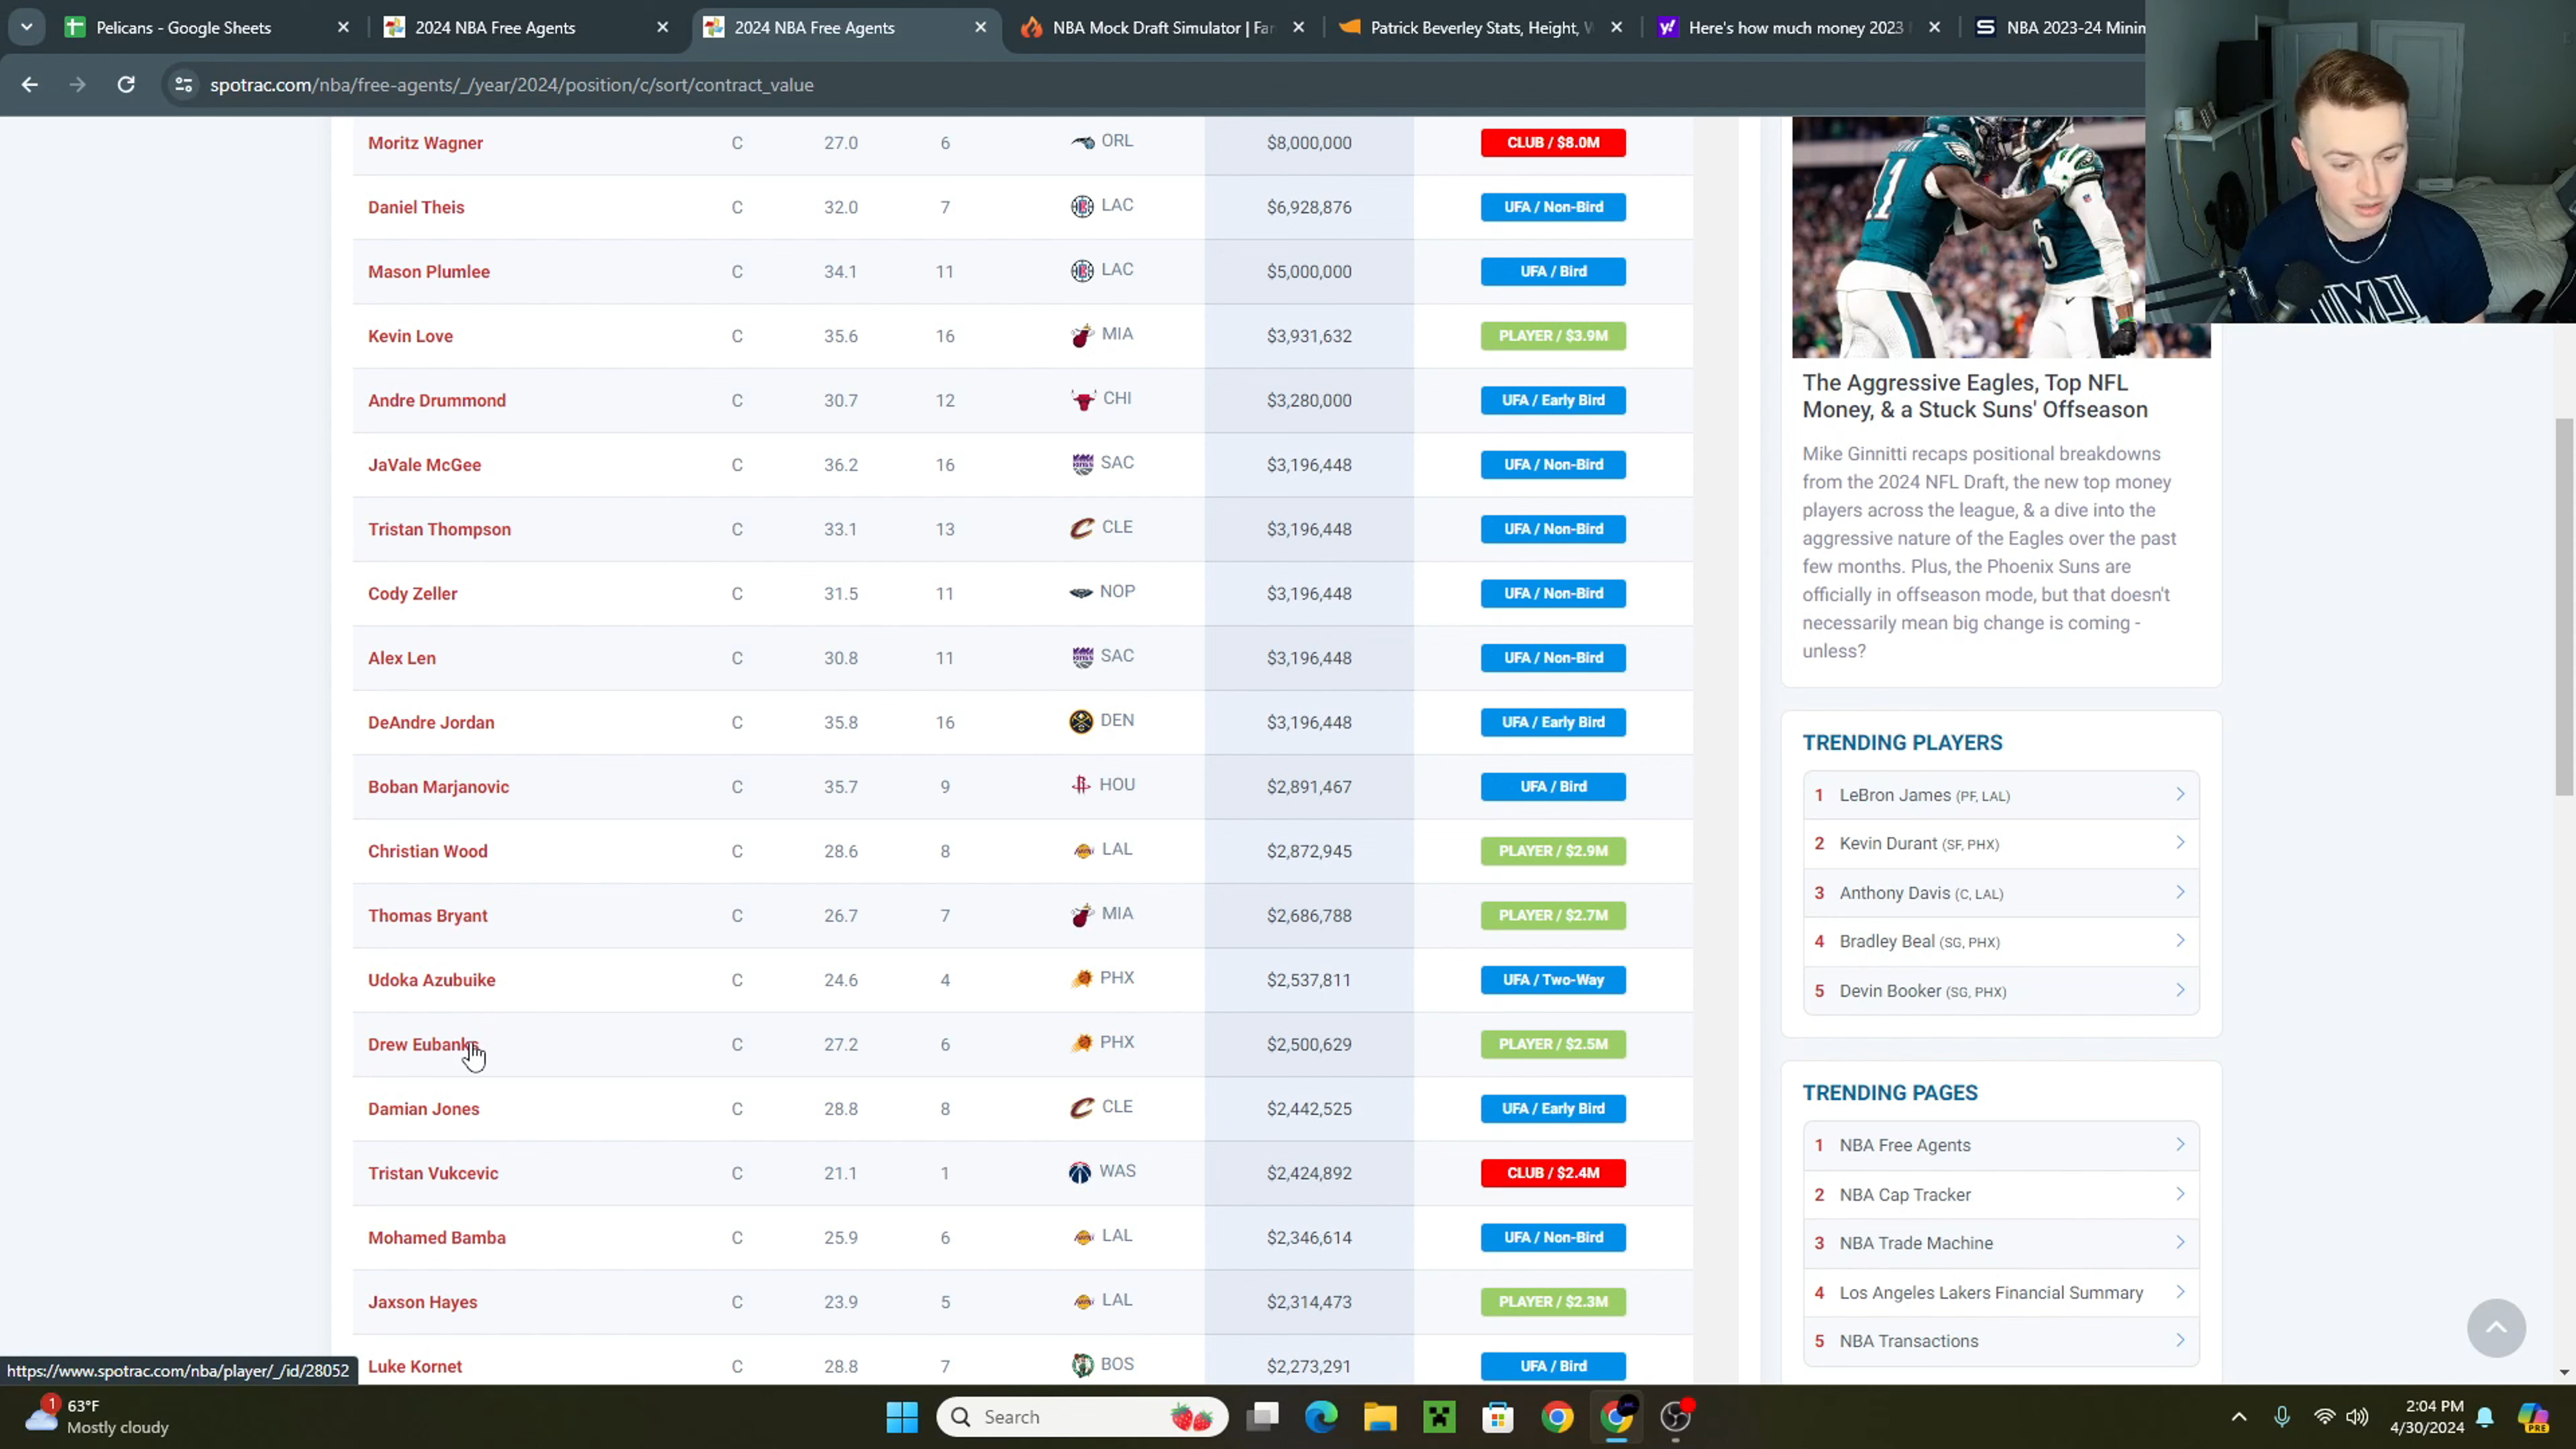 Pelicans - Google Sheets
2024 NBA Free Agents
2024 NBA Free Agents
NBA Mock Draft Simulator | Fan
Patrick Beverley Stats, Height, W
Here's how much money 2023
NBA 2023-24 Minim
spotrac.com/nba/free-agents/_/year/2024/position/c/sort/contract_value
Moritz Wagner C 27.0 6 ORL $8,000,000 CLUB / $8.0M
Daniel Theis C 32.0 7 LAC $6,928,876 UFA / Non-Bird
Mason Plumlee C 34.1 11 LAC $5,000,000 UFA / Bird
Kevin Love C 35.6 16 MIA $3,931,632 PLAYER / $3.9M
Andre Drummond C 30.7 12 CHI $3,280,000 UFA / Early Bird
JaVale McGee C 36.2 16 SAC $3,196,448 UFA / Non-Bird
Tristan Thompson C 33.1 13 CLE $3,196,448 UFA / Non-Bird
Cody Zeller C 31.5 11 NOP $3,196,448 UFA / Non-Bird
Alex Len C 30.8 11 SAC $3,196,448 UFA / Non-Bird
DeAndre Jordan C 35.8 16 DEN $3,196,448 UFA / Early Bird
Boban Marjanovic C 35.7 9 HOU $2,891,467 UFA / Bird
Christian Wood C 28.6 8 LAL $2,872,945 PLAYER / $2.9M
Thomas Bryant C 26.7 7 MIA $2,686,788 PLAYER / $2.7M
Udoka Azubuike C 24.6 4 PHX $2,537,811 UFA / Two-Way
Drew Eubanks C 27.2 6 PHX $2,500,629 PLAYER / $2.5M
Damian Jones C 28.8 8 CLE $2,442,525 UFA / Early Bird
Tristan Vukcevic C 21.1 1 WAS $2,424,892 CLUB / $2.4M
Mohamed Bamba C 25.9 6 LAL $2,346,614 UFA / Non-Bird
Jaxson Hayes C 23.9 5 LAL $2,314,473 PLAYER / $2.3M
Luke Kornet C 28.8 7 BOS $2,273,291 UFA / Bird
The Aggressive Eagles, Top NFL
Money, & a Stuck Suns' Offseason
Mike Ginnitti recaps positional breakdowns
from the 2024 NFL Draft, the new top money
players across the league, & a dive into the
aggressive nature of the Eagles over the past
few months. Plus, the Phoenix Suns are
officially in offseason mode, but that doesn't
necessarily mean big change is coming -
unless?
TRENDING PLAYERS
1 LeBron James (PF, LAL)
2 Kevin Durant (SF, PHX)
3 Anthony Davis (C, LAL)
4 Bradley Beal (SG, PHX)
5 Devin Booker (SG, PHX)
TRENDING PAGES
1 NBA Free Agents
2 NBA Cap Tracker
3 NBA Trade Machine
4 Los Angeles Lakers Financial Summary
5 NBA Transactions
https://www.spotrac.com/nba/player/_/id/28052
1
63°F
Mostly cloudy
Search
2:04 PM
4/30/2024
PRE